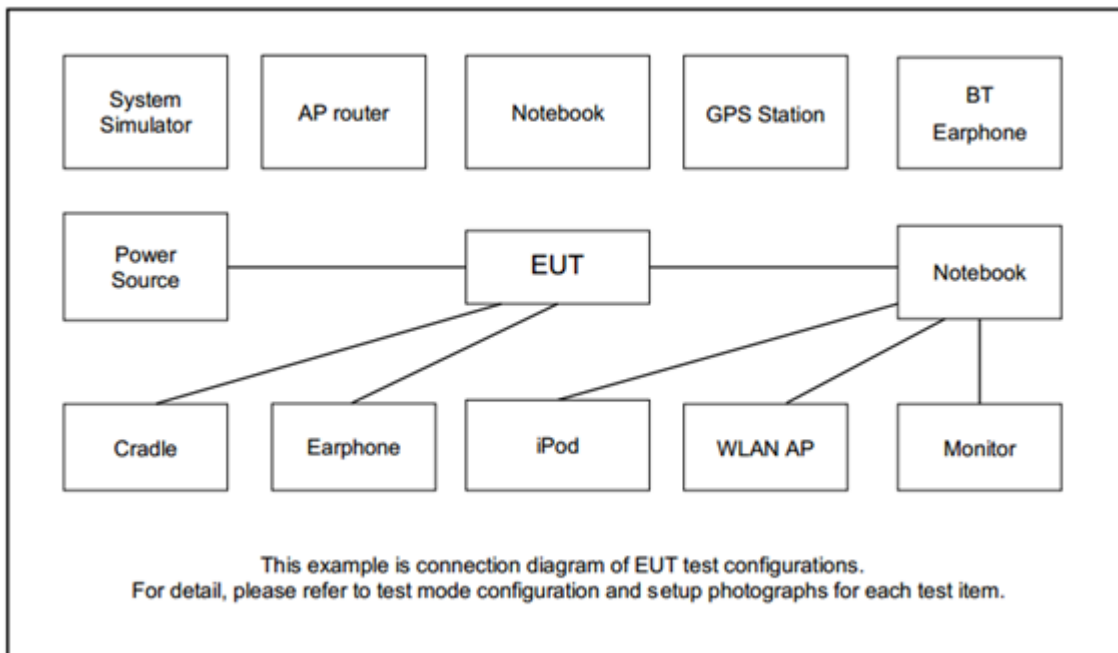 System
Simulator
AP router
Notebook
GPS Station
BT
Earphone
Power
Source
EUT
Notebook
Cradle
Earphone
iPod
WLAN AP
Monitor
This example is connection diagram of EUT test configurations.
For detail, please refer to test mode configuration and setup photographs for each test item.